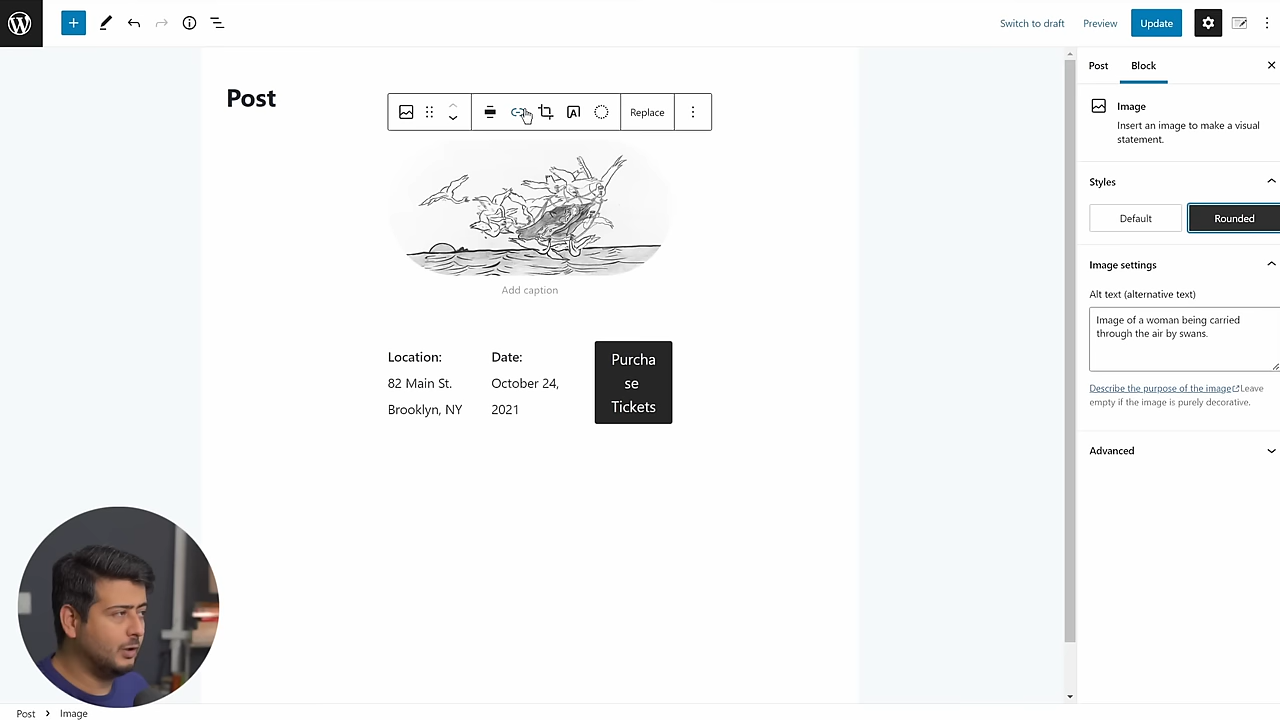 Switch to draft
Preview
Update
Post
Block
Post
Replace
Image
Insert an image to make a visual
statement.
Styles
Default
Rounded
Add caption
Image settings
Alt text (alternative text)
Image of a woman being carried
through the air by swans.
Describe the purpose of the image Leave
empty if the image is purely decorative.
Advanced
Location:
82 Main St.
Brooklyn, NY
Date:
October 24,
2021
Purcha
se
Tickets
Post
Image